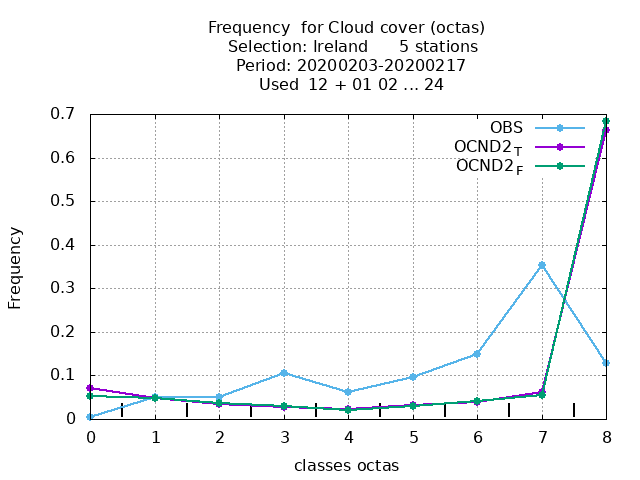 Frequency  for Cloud cover (octas)
Selection: Ireland      5 stations
Period: 20200203-20200217
Used  12 + 01 02 ... 24
0.7
0.6
0.5
0.4
0.3
0.2
0.1
0
Frequency
OBS
OCND2T
OCND2F
0 1 2 3 4 5 6 7 8
classes octas